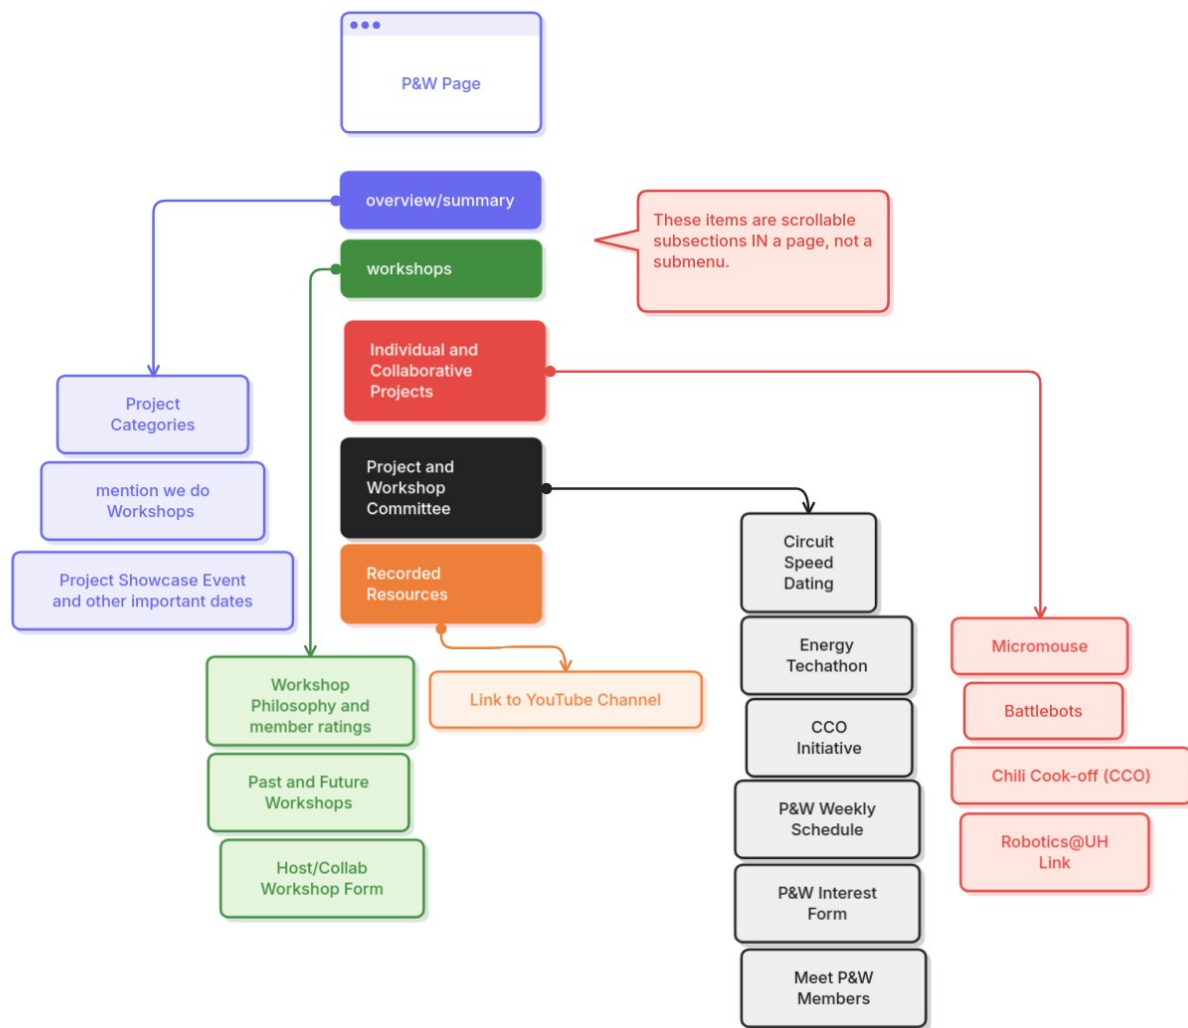 P&W Page
overview/summary
workshops
These items are scrollable
subsections IN a page, not a
submenu.
Individual and
Collaborative
Projects
Project and
Workshop
Committee
Recorded
Resources
Project
Categories
mention we do
Workshops
Project Showcase Event
and other important dates
Workshop
Philosophy and
member ratings
Past and Future
Workshops
Host/Collab
Workshop Form
Link to YouTube Channel
Circuit
Speed
Dating
Energy
Techathon
CCO
Initiative
P&W Weekly
Schedule
P&W Interest
Form
Meet P&W
Members
Micromouse
Battlebots
Chili Cook-off (CCO)
Robotics@UH
Link